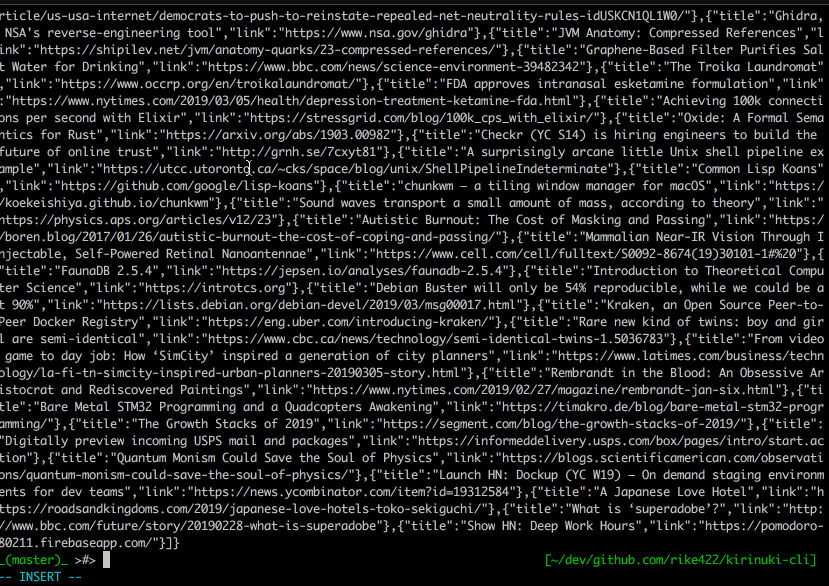 rticle/us-usa-internet/democrats-to-push-to-reinstate-repealed-net-neutrality-rules-idUSKCN1QL1W0/"},{"title":"Ghidra,
 NSA's reverse-engineering tool","link":"https://www.nsa.gov/ghidra"},{"title":"JVM Anatomy: Compressed References","l
ink":"https://shipilev.net/jvm/anatomy-quarks/23-compressed-references/"},{"title":"Graphene-Based Filter Purifies Sal
t Water for Drinking","link":"https://www.bbc.com/news/science-environment-39482342"},{"title":"The Troika Laundromat"
,"link":"https://www.occrp.org/en/troikalaundromat/"},{"title":"FDA approves intranasal esketamine formulation","link"
:"https://www.nytimes.com/2019/03/05/health/depression-treatment-ketamine-fda.html"},{"title":"Achieving 100k connecti
ons per second with Elixir","link":"https://stressgrid.com/blog/100k_cps_with_elixir/"},{"title":"Oxide: A Formal Sema
ntics for Rust","link":"https://arxiv.org/abs/1903.00982"},{"title":"Checkr (YC S14) is hiring engineers to build the 
future of online trust","link":"http://grnh.se/7cxyt81"},{"title":"A surprisingly arcane little Unix shell pipeline ex
ample","link":"https://utcc.utoronto.ca/~cks/space/blog/unix/ShellPipelineIndeterminate"},{"title":"Common Lisp Koans"
,"link":"https://github.com/google/lisp-koans"},{"title":"chunkwm – a tiling window manager for macOS","link":"https:/
/koekeishiya.github.io/chunkwm"},{"title":"Sound waves transport a small amount of mass, according to theory","link":"
https://physics.aps.org/articles/v12/23"},{"title":"Autistic Burnout: The Cost of Masking and Passing","link":"https:/
/boren.blog/2017/01/26/autistic-burnout-the-cost-of-coping-and-passing/"},{"title":"Mammalian Near-IR Vision Through I
njectable, Self-Powered Retinal Nanoantennae","link":"https://www.cell.com/cell/fulltext/S0092-8674(19)30101-1#%20"},{
"title":"FaunaDB 2.5.4","link":"https://jepsen.io/analyses/faunadb-2.5.4"},{"title":"Introduction to Theoretical Compu
ter Science","link":"https://introtcs.org"},{"title":"Debian Buster will only be 54% reproducible, while we could be a
t 90%","link":"https://lists.debian.org/debian-devel/2019/03/msg00017.html"},{"title":"Kraken, an Open Source Peer-to-
Peer Docker Registry","link":"https://eng.uber.com/introducing-kraken/"},{"title":"Rare new kind of twins: boy and gir
l are semi-identical","link":"https://www.cbc.ca/news/technology/semi-identical-twins-1.5036783"},{"title":"From video
 game to day job: How ‘SimCity’ inspired a generation of city planners","link":"https://www.latimes.com/business/techn
ology/la-fi-tn-simcity-inspired-urban-planners-20190305-story.html"},{"title":"Rembrandt in the Blood: An Obsessive Ar
istocrat and Rediscovered Paintings","link":"https://www.nytimes.com/2019/02/27/magazine/rembrandt-jan-six.html"},{"ti
tle":"Bare Metal STM32 Programming and a Quadcopters Awakening","link":"https://timakro.de/blog/bare-metal-stm32-progr
amming/"},{"title":"The Growth Stacks of 2019","link":"https://segment.com/blog/the-growth-stacks-of-2019/"},{"title":
"Digitally preview incoming USPS mail and packages","link":"https://informeddelivery.usps.com/box/pages/intro/start.ac
tion"},{"title":"Quantum Monism Could Save the Soul of Physics","link":"https://blogs.scientificamerican.com/observati
ons/quantum-monism-could-save-the-soul-of-physics/"},{"title":"Launch HN: Dockup (YC W19) – On demand staging environm
ents for dev teams","link":"https://news.ycombinator.com/item?id=19312584"},{"title":"A Japanese Love Hotel","link":"h
ttps://roadsandkingdoms.com/2019/japanese-love-hotels-toko-sekiguchi/"},{"title":"What is ‘superadobe’?","link":"http:
//www.bbc.com/future/story/20190228-what-is-superadobe"},{"title":"Show HN: Deep Work Hours","link":"https://pomodoro-
80211.firebaseapp.com/"}]}
_(master)_ >#> [~/dev/github.com/rike422/kirinuki-cli]
-- INSERT --